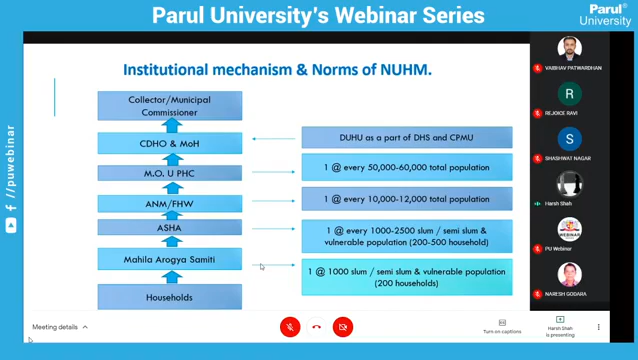 Parul University's Webinar Series
Parul®
University
Institutional mechanism & Norms of NUHM.
Collector/Municipal
Commissioner
CDHO & MoH
DUHU as a part of DHS and CPMU
M.O. U PHC
1 @ every 50,000-60,000 total population
ANM/FHW
1 @ every 10,000-12,000 total population
ASHA
1 @ every 1000-2500 slum / semi slum &
vulnerable population (200-500 household)
Mahila Arogya Samiti
1 @ 1000 slum / semi slum & vulnerable population
(200 households)
Households
VAIBHAV PATWARDHAN
R
REJOICE RAVI
S
SHASHWAT NAGAR
Harsh Shah
WEBINAR
PU Webinar
NARESH GODARA
/puwebinar
Meeting details
Turn on captions
Harsh Shah
is presenting